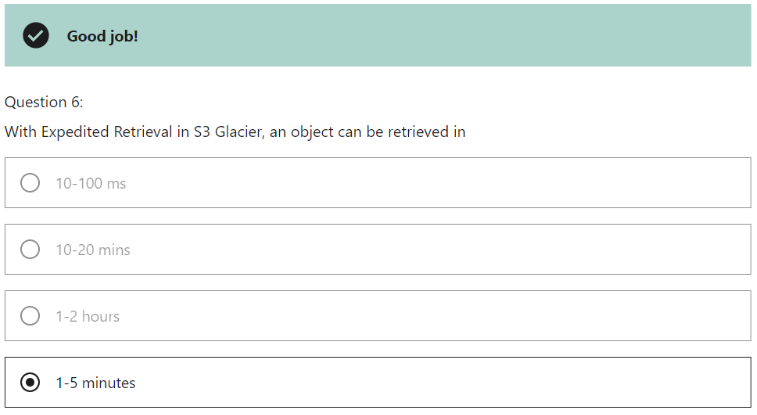 Good job!
Question 6:
With Expedited Retrieval in S3 Glacier, an object can be retrieved in
10-100 ms
10-20 mins
1-2 hours
1-5 minutes